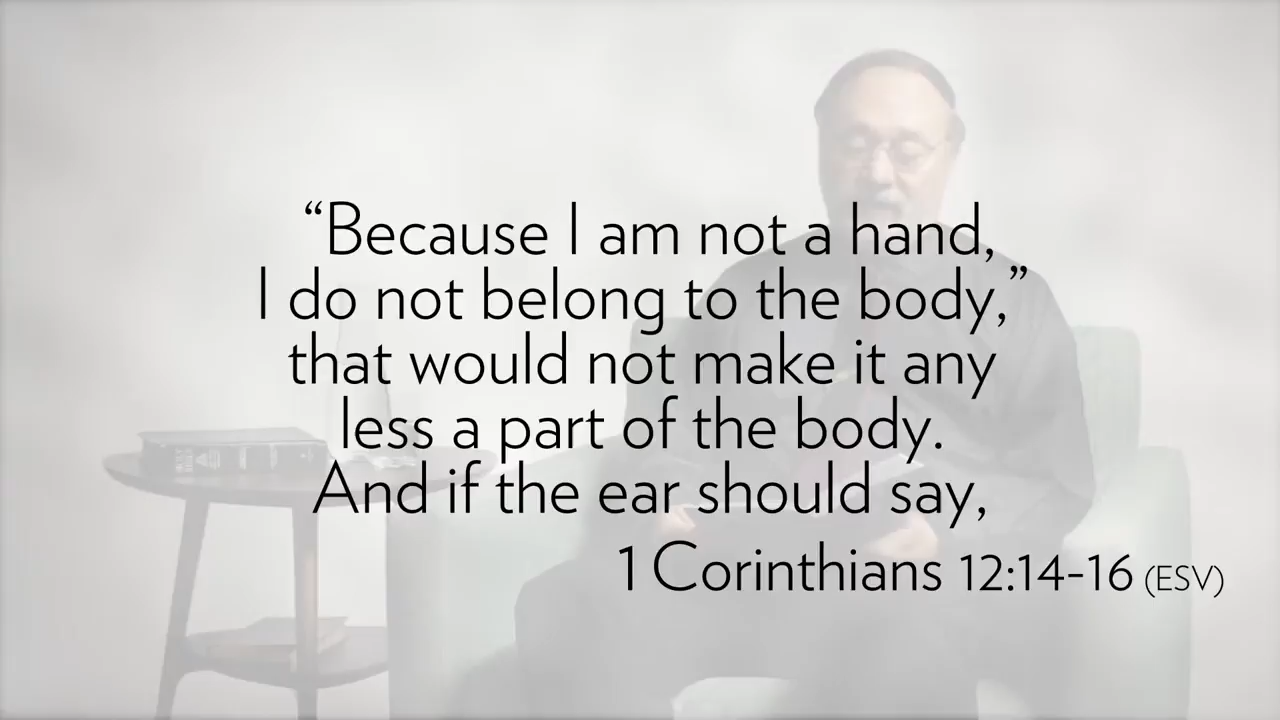 “Because I am not a hand,
I do not belong to the body,”
that would not make it any
less a part of the body.
And if the ear should say,
1 Corinthians 12:14-16 (ESV)